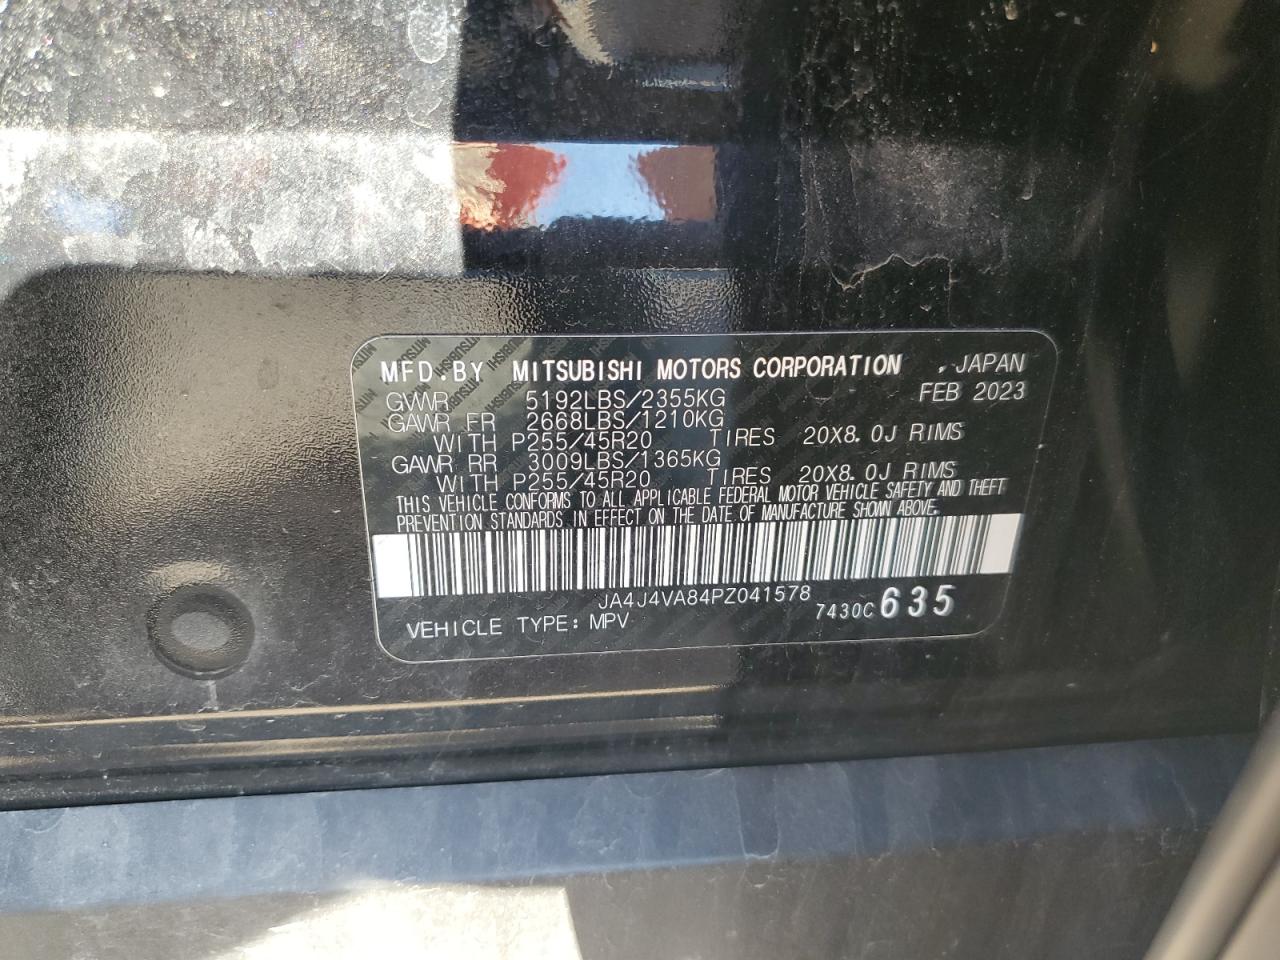 MFD.BY MITSUBISHI MOTORS CORPORATION , JAPAN
FEB 2023
GVWR 5192LBS/2355KG
GAWR FR 2668LBS/1210KG
WITH P255/45R20 TIRES 20X8.0J RIMS
GAWR RR 3009LBS/1365KG
WITH P255/45R20 TIRES 20X8.0J RIMS
THIS VEHICLE CONFORMS TO ALL APPLICABLE FEDERAL MOTOR VEHICLE SAFETY AND THEFT
PREVENTION STANDARDS IN EFFECT ON THE DATE OF MANUFACTURE SHOWN ABOVE.
JA4J4VA84PZ041578
7430C 635
VEHICLE TYPE: MPV